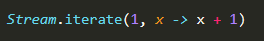 Stream.iterate(1, x -> x + 1)